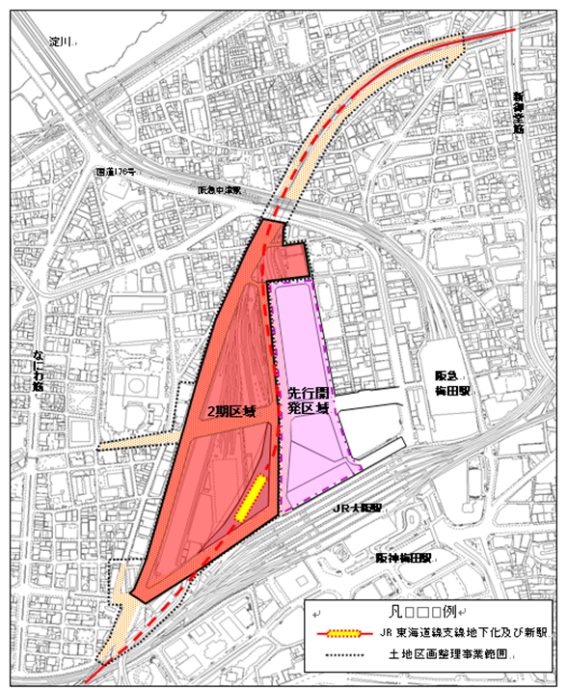 淀川
新御堂筋
国道176号
阪急中津駅
なにわ筋
2期区域
先行開
発区域
阪急
梅田駅
JR大阪駅
阪神梅田駅
凡□□□例
JR東海道線支線地下化及び新駅
土地区画整理事業範囲